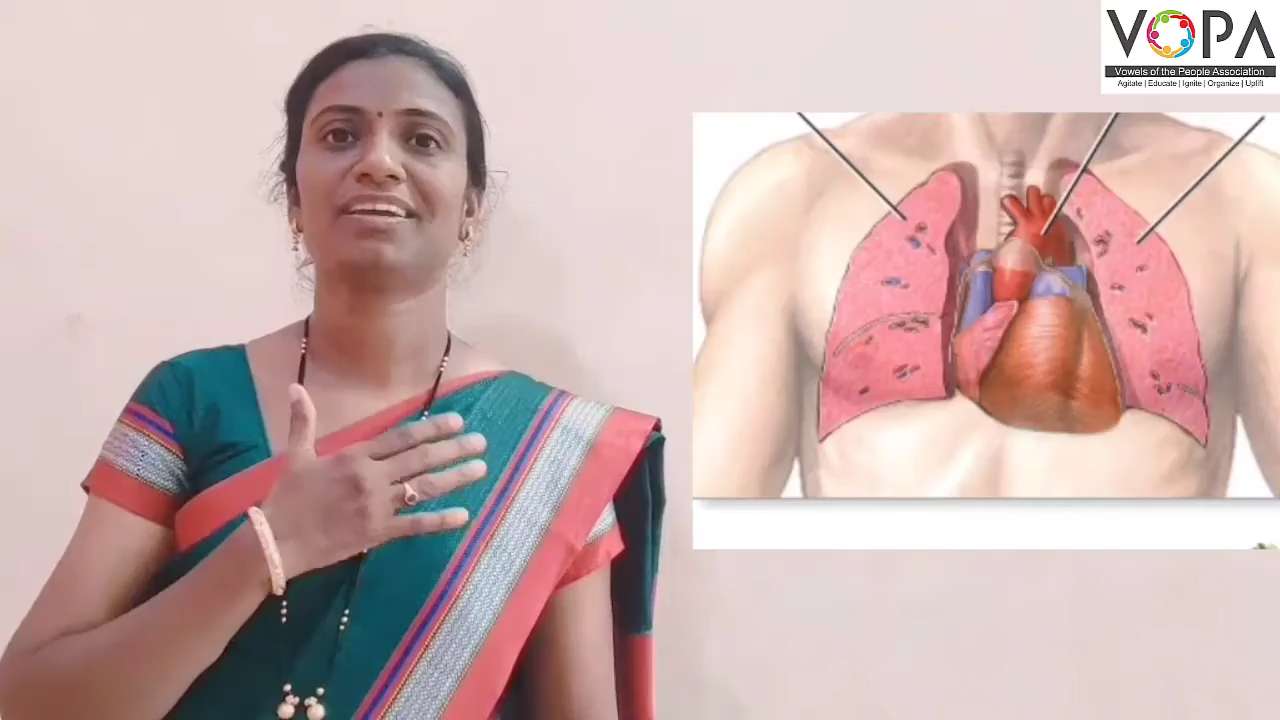 VOPA
Vowels of the People Association
Agitate | Educate | Ignite | Organize | Uplift